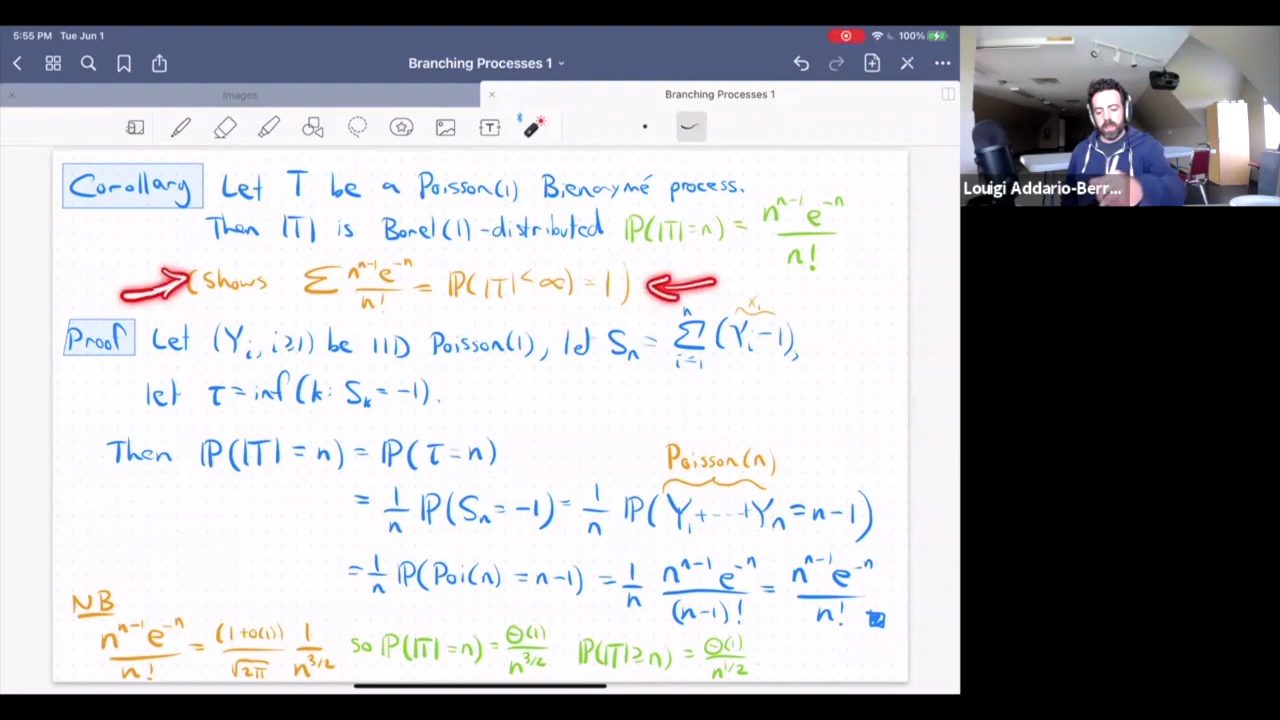 5:55 PM Tue Jun 1
100%
Branching Processes 1
Images
Branching Processes 1
Louigi Addario-Berr...
Corollary Let T be a Poisson(1) Bienaymé process.
Then |T| is Borel(1)-distributed ℙ(|T|=n) = n^{n-1} e^{-n} / n!
(shows ∑ n^{n-1} e^{-n} / n! = ℙ(|T| < ∞) = 1)
Proof Let (Y_i, i≥1) be IID Poisson(1), let S_n = ∑_{i=1}^{n} (Y_i - 1), X_i
let τ = inf(k: S_k = -1).
Then ℙ(|T| = n) = ℙ(τ = n)
Poisson(n)
= 1/n ℙ(S_n = -1) = 1/n ℙ(Y_1 + ... + Y_n = n-1)
= 1/n ℙ(Poi(n) = n-1) = 1/n n^{n-1} e^{-n} / (n-1)! = n^{n-1} e^{-n} / n!
NB
n^{n-1} e^{-n} / n! = (1+o(1)) / √2π 1 / n^{3/2} so ℙ(|T| = n) = Θ(1) / n^{3/2} ℙ(|T| ≥ n) = Θ(1) / n^{1/2}